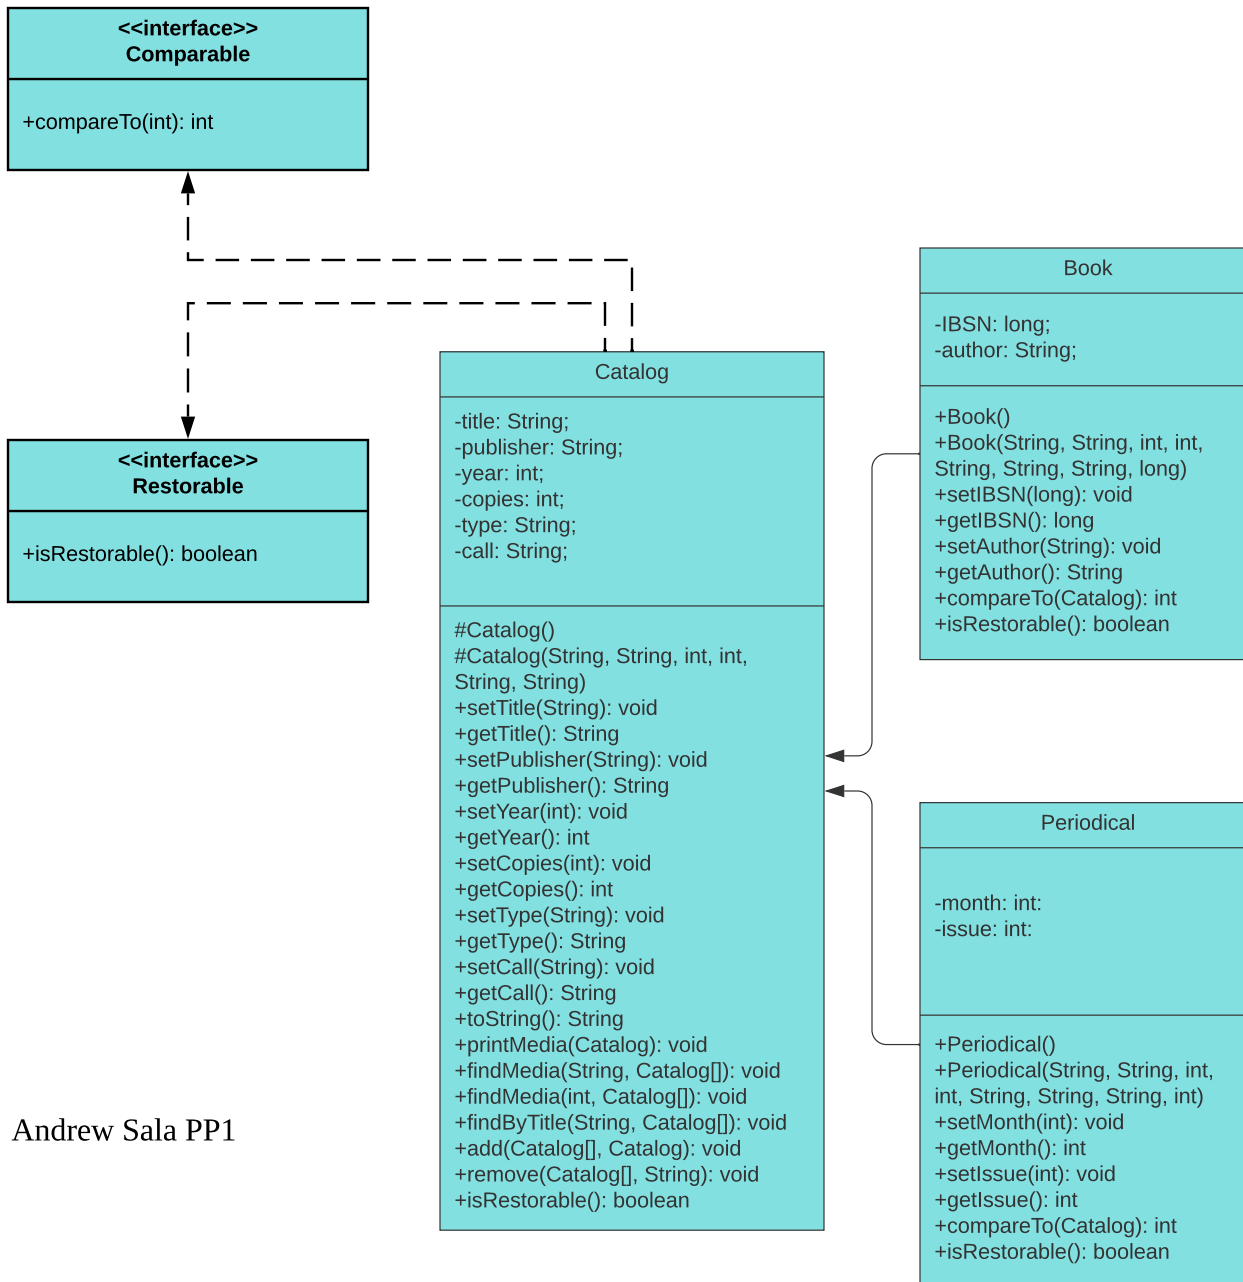 <<interface>>
Comparable
+compareTo(int): int
<<interface>>
Restorable
+isRestorable(): boolean
Catalog
-title: String;
-publisher: String;
-year: int;
-copies: int;
-type: String;
-call: String;
#Catalog()
#Catalog(String, String, int, int,
String, String)
+setTitle(String): void
+getTitle(): String
+setPublisher(String): void
+getPublisher(): String
+setYear(int): void
+getYear(): int
+setCopies(int): void
+getCopies(): int
+setType(String): void
+getType(): String
+setCall(String): void
+getCall(): String
+toString(): String
+printMedia(Catalog): void
+findMedia(String, Catalog[]): void
+findMedia(int, Catalog[]): void
+findByTitle(String, Catalog[]): void
+add(Catalog[], Catalog): void
+remove(Catalog[], String): void
+isRestorable(): boolean
Book
-IBSN: long;
-author: String;
+Book()
+Book(String, String, int, int,
String, String, String, long)
+setIBSN(long): void
+getIBSN(): long
+setAuthor(String): void
+getAuthor(): String
+compareTo(Catalog): int
+isRestorable(): boolean
Periodical
-month: int:
-issue: int:
+Periodical()
+Periodical(String, String, int,
int, String, String, String, int)
+setMonth(int): void
+getMonth(): int
+setIssue(int): void
+getIssue(): int
+compareTo(Catalog): int
+isRestorable(): boolean
Andrew Sala PP1